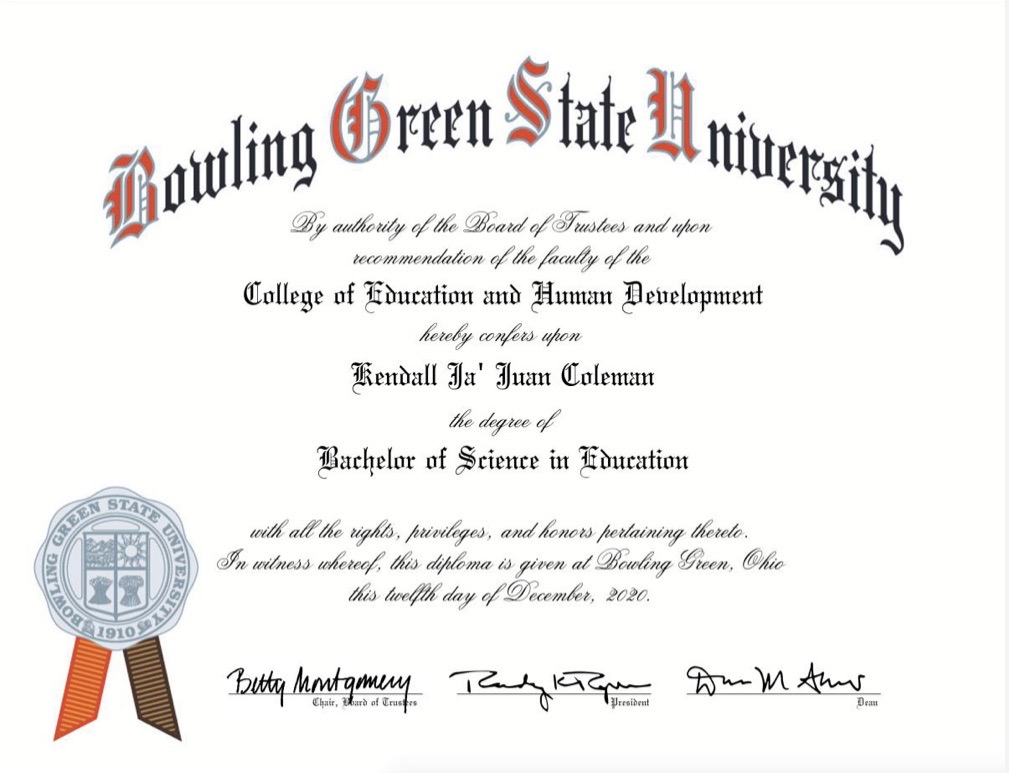 Bowling Green State University
By authority of the Board of Trustees and upon
recommendation of the faculty of the
College of Education and Human Development
hereby confers upon
Kendall Ja' Juan Coleman
the degree of
Bachelor of Science in Education
with all the rights, privileges, and honors pertaining thereto.
In witness whereof, this diploma is given at Bowling Green, Ohio
this twelfth day of December, 2020.
BOWLING GREEN STATE UNIVERSITY
1910
Betty Montgomery
Chair, Board of Trustees
President
Dean